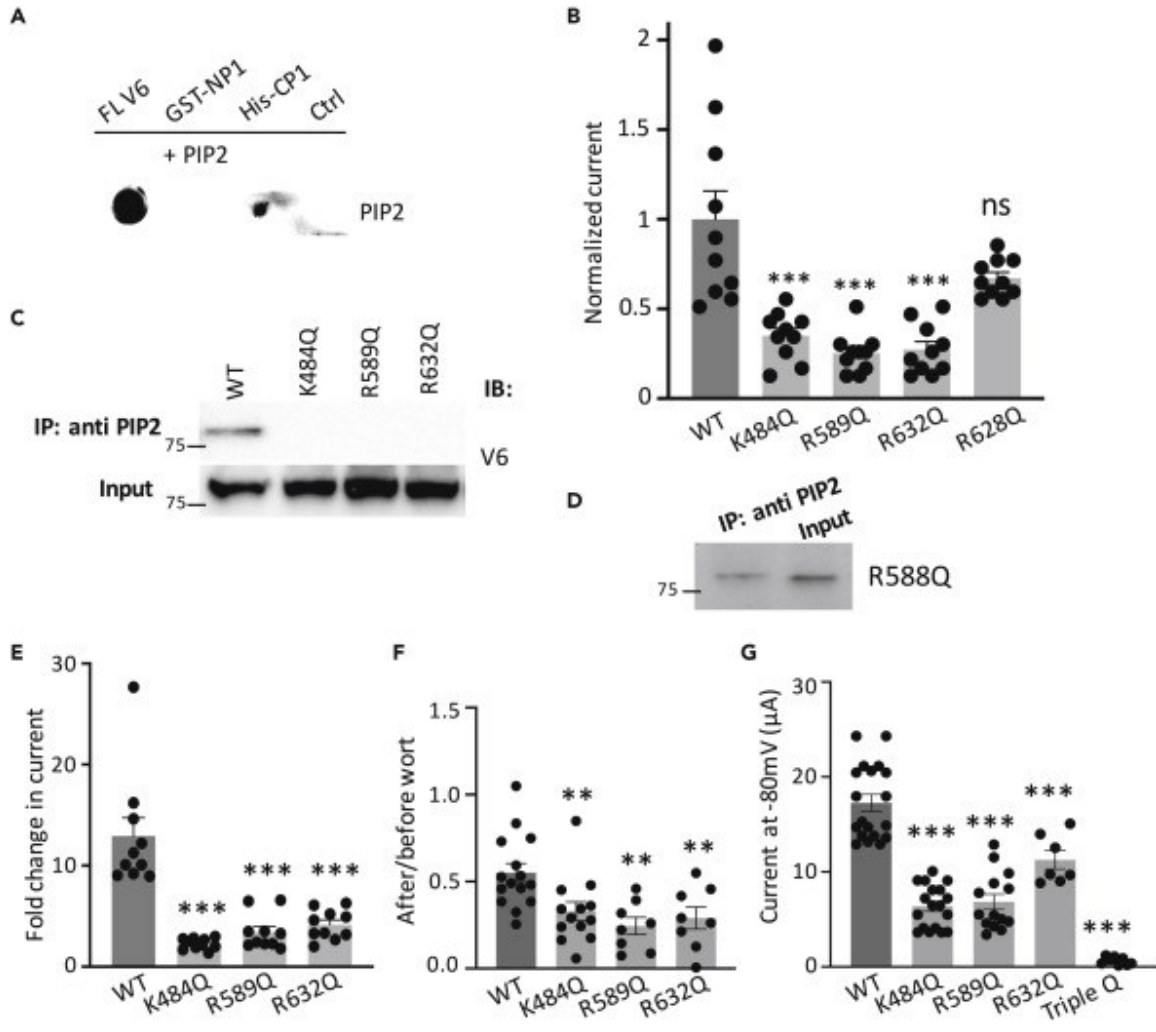 A
FL V6 GST-NP1 His-CP1 Ctrl
+ PIP2
PIP2
B
Normalized current
2
1.5
1
0.5
0
*** *** *** ns
WT K484Q R589Q R632Q R628Q
C
WT K484Q R589Q R632Q IB:
IP: anti PIP2
75
V6
Input
75
D
IP: anti PIP2 Input
75
R588Q
E
Fold change in current
30
20
10
0
*** *** ***
WT K484Q R589Q R632Q
F
After/before wort
1.5
1.0
0.5
0.0
** ** **
WT K484Q R589Q R632Q
G
Current at -80mV (µA)
30
20
10
0
*** *** *** ***
WT K484Q R589Q R632Q Triple Q